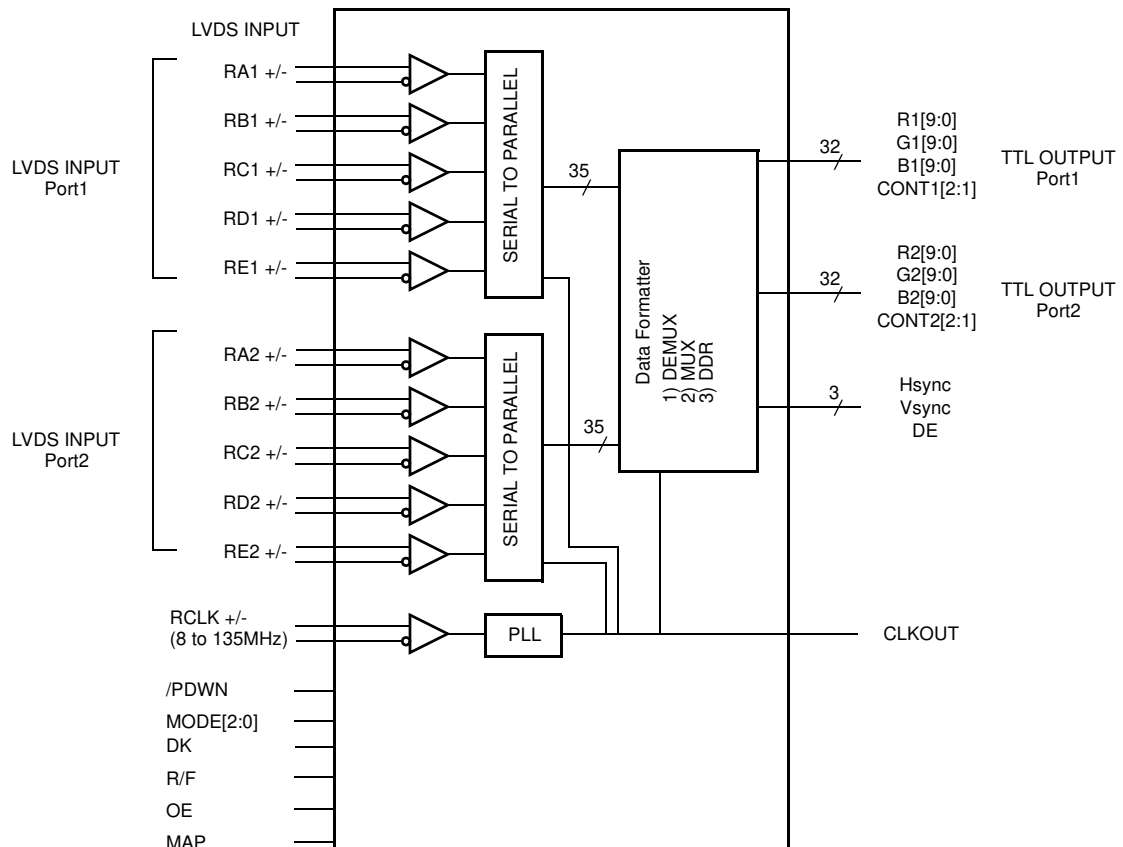 LVDS INPUT
LVDS INPUT
Port1
RA1 +/-
RB1 +/-
RC1 +/-
RD1 +/-
RE1 +/-
SERIAL TO PARALLEL
35
LVDS INPUT
Port2
RA2 +/-
RB2 +/-
RC2 +/-
RD2 +/-
RE2 +/-
SERIAL TO PARALLEL
35
Data Formatter
1) DEMUX
2) MUX
3) DDR
32
R1[9:0]
G1[9:0]
B1[9:0]
CONT1[2:1]
TTL OUTPUT
Port1
32
R2[9:0]
G2[9:0]
B2[9:0]
CONT2[2:1]
TTL OUTPUT
Port2
3
Hsync
Vsync
DE
RCLK +/-
(8 to 135MHz)
PLL
CLKOUT
/PDWN
MODE[2:0]
DK
R/F
OE
MAP